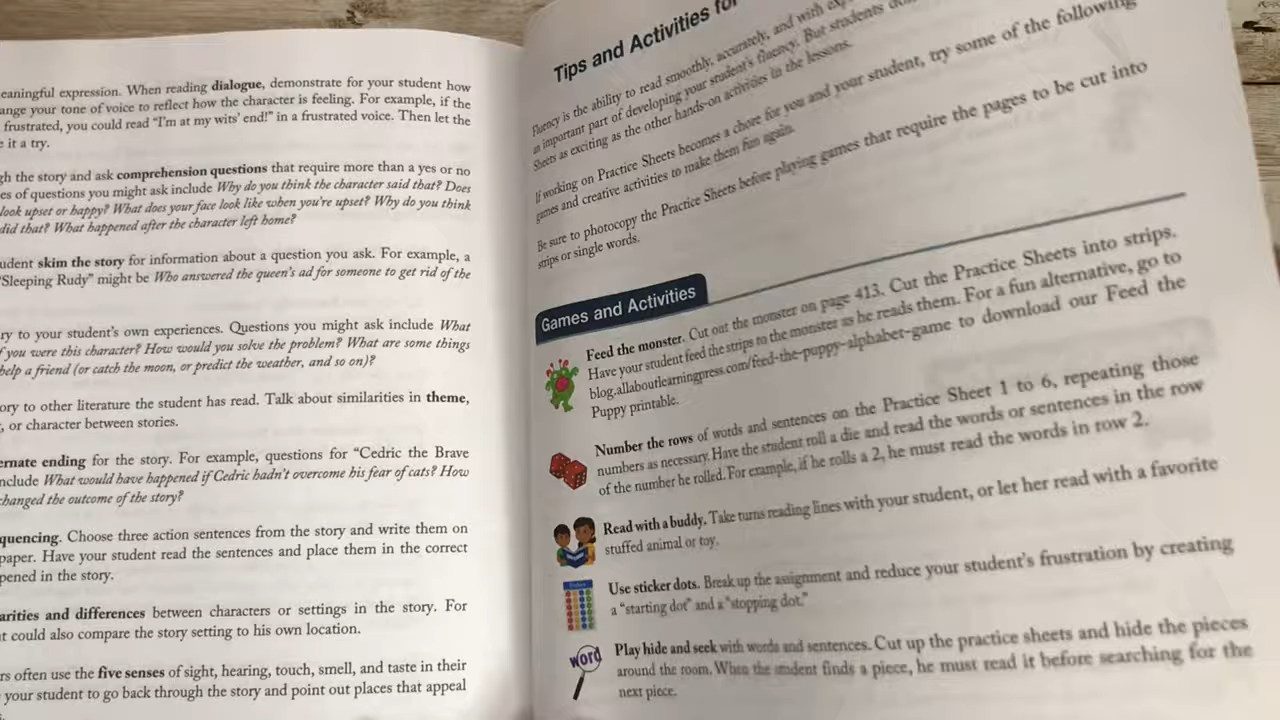 eaningful expression. When reading dialogue, demonstrate for your student how
ange your tone of voice to reflect how the character is feeling. For example, if the
frustrated, you could read “I'm at my wits' end!” in a frustrated voice. Then let the
it a try.
gh the story and ask comprehension questions that require more than a yes or no
es of questions you might ask include Why do you think the character said that? Does
look upset or happy? What does your face look like when you're upset? Why do you think
did that? What happened after the character left home?
udent skim the story for information about a question you ask. For example, a
“Sleeping Rudy” might be Who answered the queen's ad for someone to get rid of the
ry to your student's own experiences. Questions you might ask include What
you were this character? How would you solve the problem? What are some things
help a friend (or catch the moon, or predict the weather, and so on)?
ory to other literature the student has read. Talk about similarities in theme,
, or character between stories.
ernate ending for the story. For example, questions for “Cedric the Brave
nclude What would have happened if Cedric hadn't overcome his fear of cats? How
changed the outcome of the story?
quencing. Choose three action sentences from the story and write them on
paper. Have your student read the sentences and place them in the correct
pened in the story.
arities and differences between characters or settings in the story. For
t could also compare the story setting to his own location.
rs often use the five senses of sight, hearing, touch, smell, and taste in their
your student to go back through the story and point out places that appeal
Tips and Activities for
Fluency is the ability to read smoothly, accurately, and with
an important part of developing your student's fluency. But students
Sheets as exciting as the other hands-on activities in the lessons.
If working on Practice Sheets becomes a chore for you and your student, try some of the following
games and creative activities to make them fun again.
Be sure to photocopy the Practice Sheets before playing games that require the pages to be cut into
strips or single words.
Games and Activities
Feed the monster. Cut out the monster on page 413. Cut the Practice Sheets into strips.
Have your student feed the strips to the monster as he reads them. For a fun alternative, go to
blog.allaboutlearningpress.com/feed-the-puppy-alphabet-game to download our Feed the
Puppy printable.
Number the rows of words and sentences on the Practice Sheet 1 to 6, repeating those
numbers as necessary. Have the student roll a die and read the words or sentences in the row
of the number he rolled. For example, if he rolls a 2, he must read the words in row 2.
Read with a buddy. Take turns reading lines with your student, or let her read with a favorite
stuffed animal or toy.
Use sticker dots. Break up the assignment and reduce your student's frustration by creating
a “starting dot” and a “stopping dot.”
word
Play hide and seek with words and sentences. Cut up the practice sheets and hide the pieces
around the room. When the student finds a piece, he must read it before searching for the
next piece.